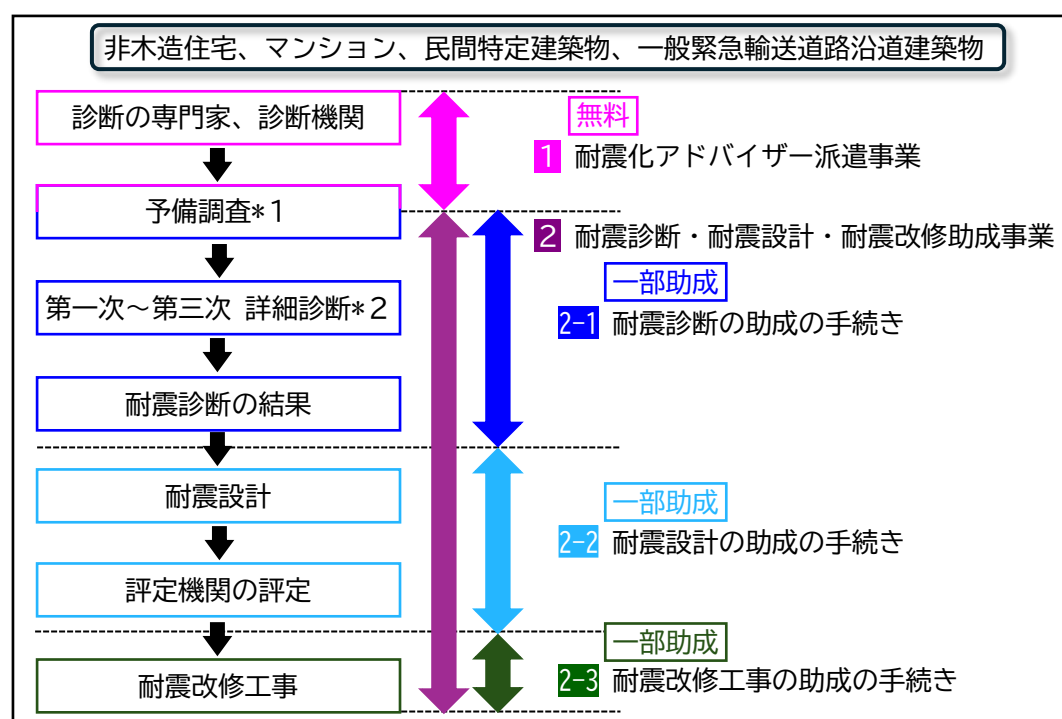 非木造住宅、マンション、民間特定建築物、一般緊急輸送道路沿道建築物
診断の専門家、診断機関
無料
1 耐震化アドバイザー派遣事業
予備調査*1
2 耐震診断・耐震設計・耐震改修助成事業
一部助成
第一次～第三次 詳細診断*2
2-1 耐震診断の助成の手続き
耐震診断の結果
耐震設計
一部助成
2-2 耐震設計の助成の手続き
評定機関の評定
一部助成
耐震改修工事
2-3 耐震改修工事の助成の手続き